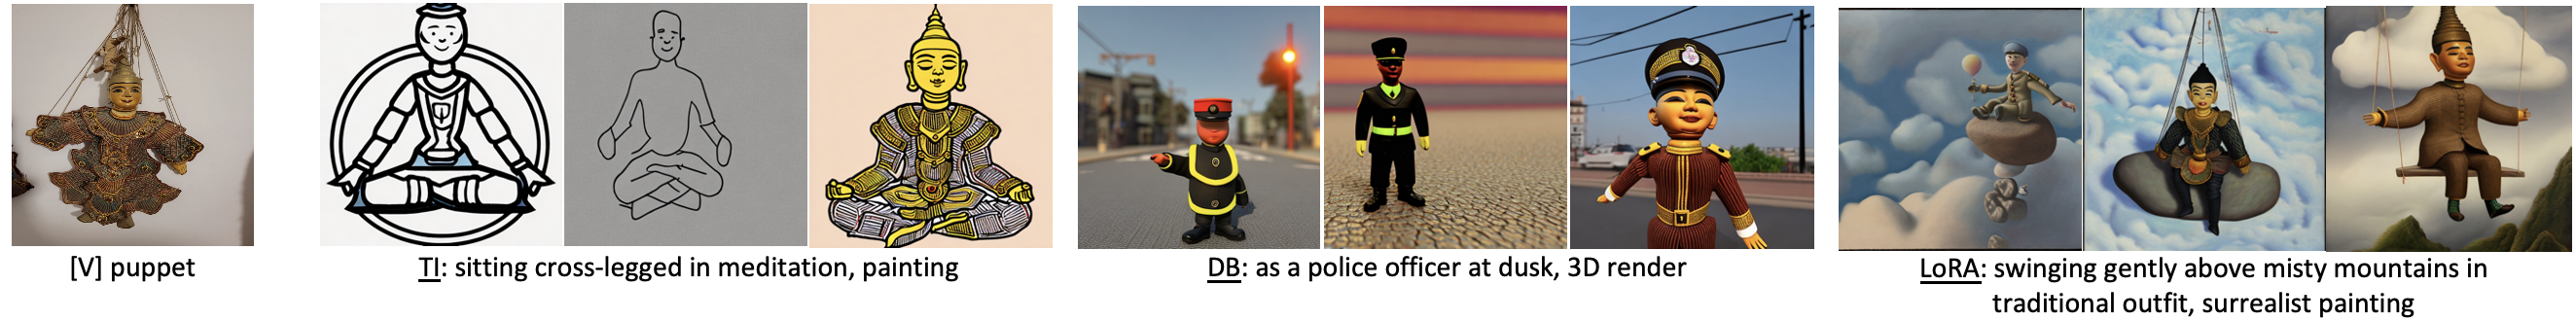 [V] puppet
TI: sitting cross-legged in meditation, painting
DB: as a police officer at dusk, 3D render
LoRA: swinging gently above misty mountains in
traditional outfit, surrealist painting